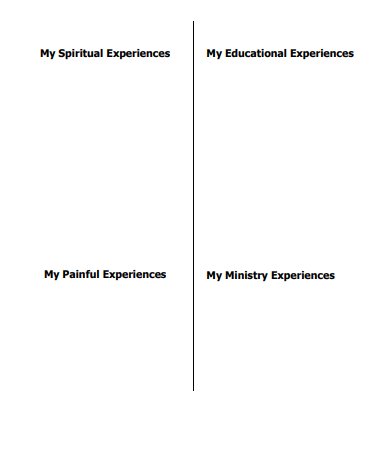 My Spiritual Experiences
My Educational Experiences
My Painful Experiences
My Ministry Experiences